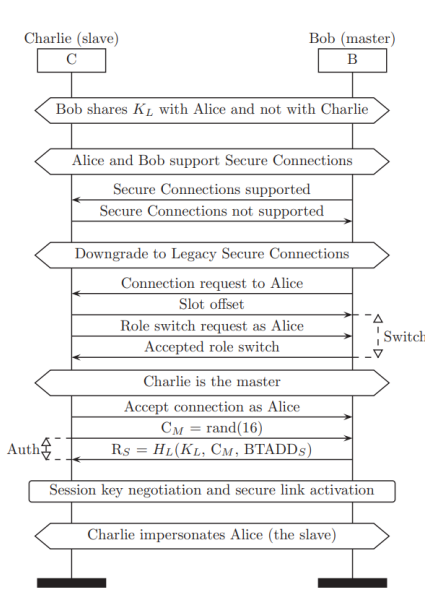 Charlie (slave)
Bob (master)
C
B
Bob shares K_L with Alice and not with Charlie
Alice and Bob support Secure Connections
Secure Connections supported
Secure Connections not supported
Downgrade to Legacy Secure Connections
Connection request to Alice
Slot offset
Role switch request as Alice
Switch
Accepted role switch
Charlie is the master
Accept connection as Alice
C_M = rand(16)
Auth
R_S = H_L(K_L, C_M, BTADD_S)
Session key negotiation and secure link activation
Charlie impersonates Alice (the slave)